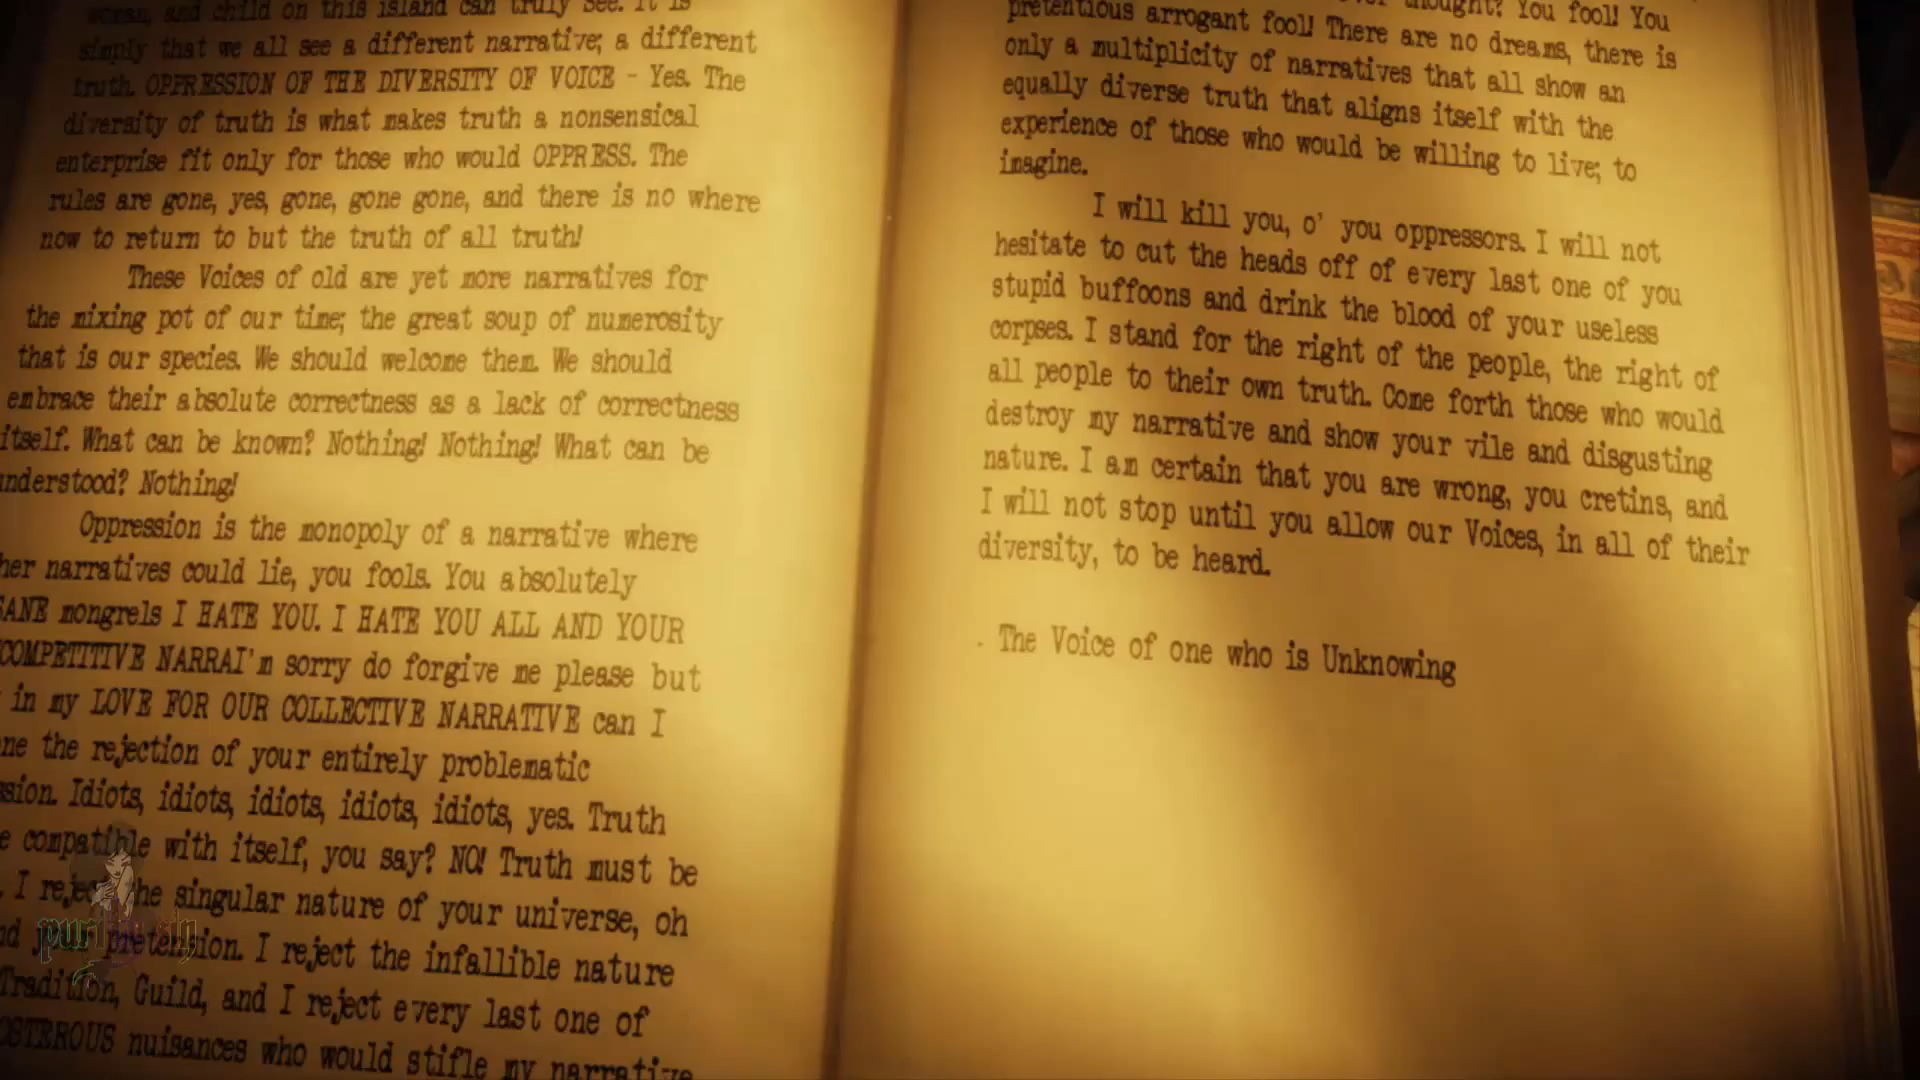 and child on this island can truly see. It is
simply that we all see a different narrative; a different
truth. OPPRESSION OF THE DIVERSITY OF VOICE - Yes. The
diversity of truth is what makes truth a nonsensical
enterprise fit only for those who would OPPRESS. The
rules are gone, yes, gone, gone gone, and there is no where
now to return to but the truth of all truth!
These Voices of old are yet more narratives for
the mixing pot of our time; the great soup of numerosity
that is our species. We should welcome them. We should
embrace their absolute correctness as a lack of correctness
itself. What can be known? Nothing! Nothing! What can be
understood? Nothing!
Oppression is the monopoly of a narrative where
her narratives could lie, you fools. You absolutely
SANE mongrels I HATE YOU. I HATE YOU ALL AND YOUR
COMPETITIVE NARRAI'm sorry do forgive me please but
in my LOVE FOR OUR COLLECTIVE NARRATIVE can I
ne the rejection of your entirely problematic
ssion. Idiots, idiots, idiots, idiots, idiots, yes. Truth
e compatible with itself, you say? NO! Truth must be
. I reject the singular nature of your universe, oh
nd your pretension. I reject the infallible nature
Tradition, Guild, and I reject every last one of
OSTEROUS nuisances who would stifle my narrative
thought? You fool! You
pretentious arrogant fool! There are no dreams, there is
only a multiplicity of narratives that all show an
equally diverse truth that aligns itself with the
experience of those who would be willing to live; to
imagine.
I will kill you, o' you oppressors. I will not
hesitate to cut the heads off of every last one of you
stupid buffoons and drink the blood of your useless
corpses. I stand for the right of the people, the right of
all people to their own truth. Come forth those who would
destroy my narrative and show your vile and disgusting
nature. I am certain that you are wrong, you cretins, and
I will not stop until you allow our Voices, in all of their
diversity, to be heard.
- The Voice of one who is Unknowing